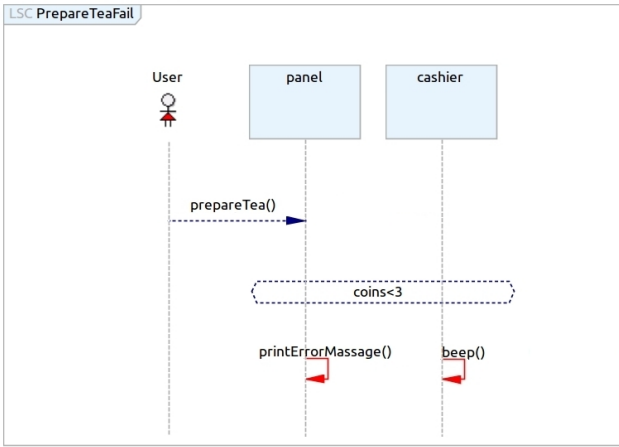 LSC PrepareTeaFail
User
panel
cashier
prepareTea()
coins<3
printErrorMassage()
beep()